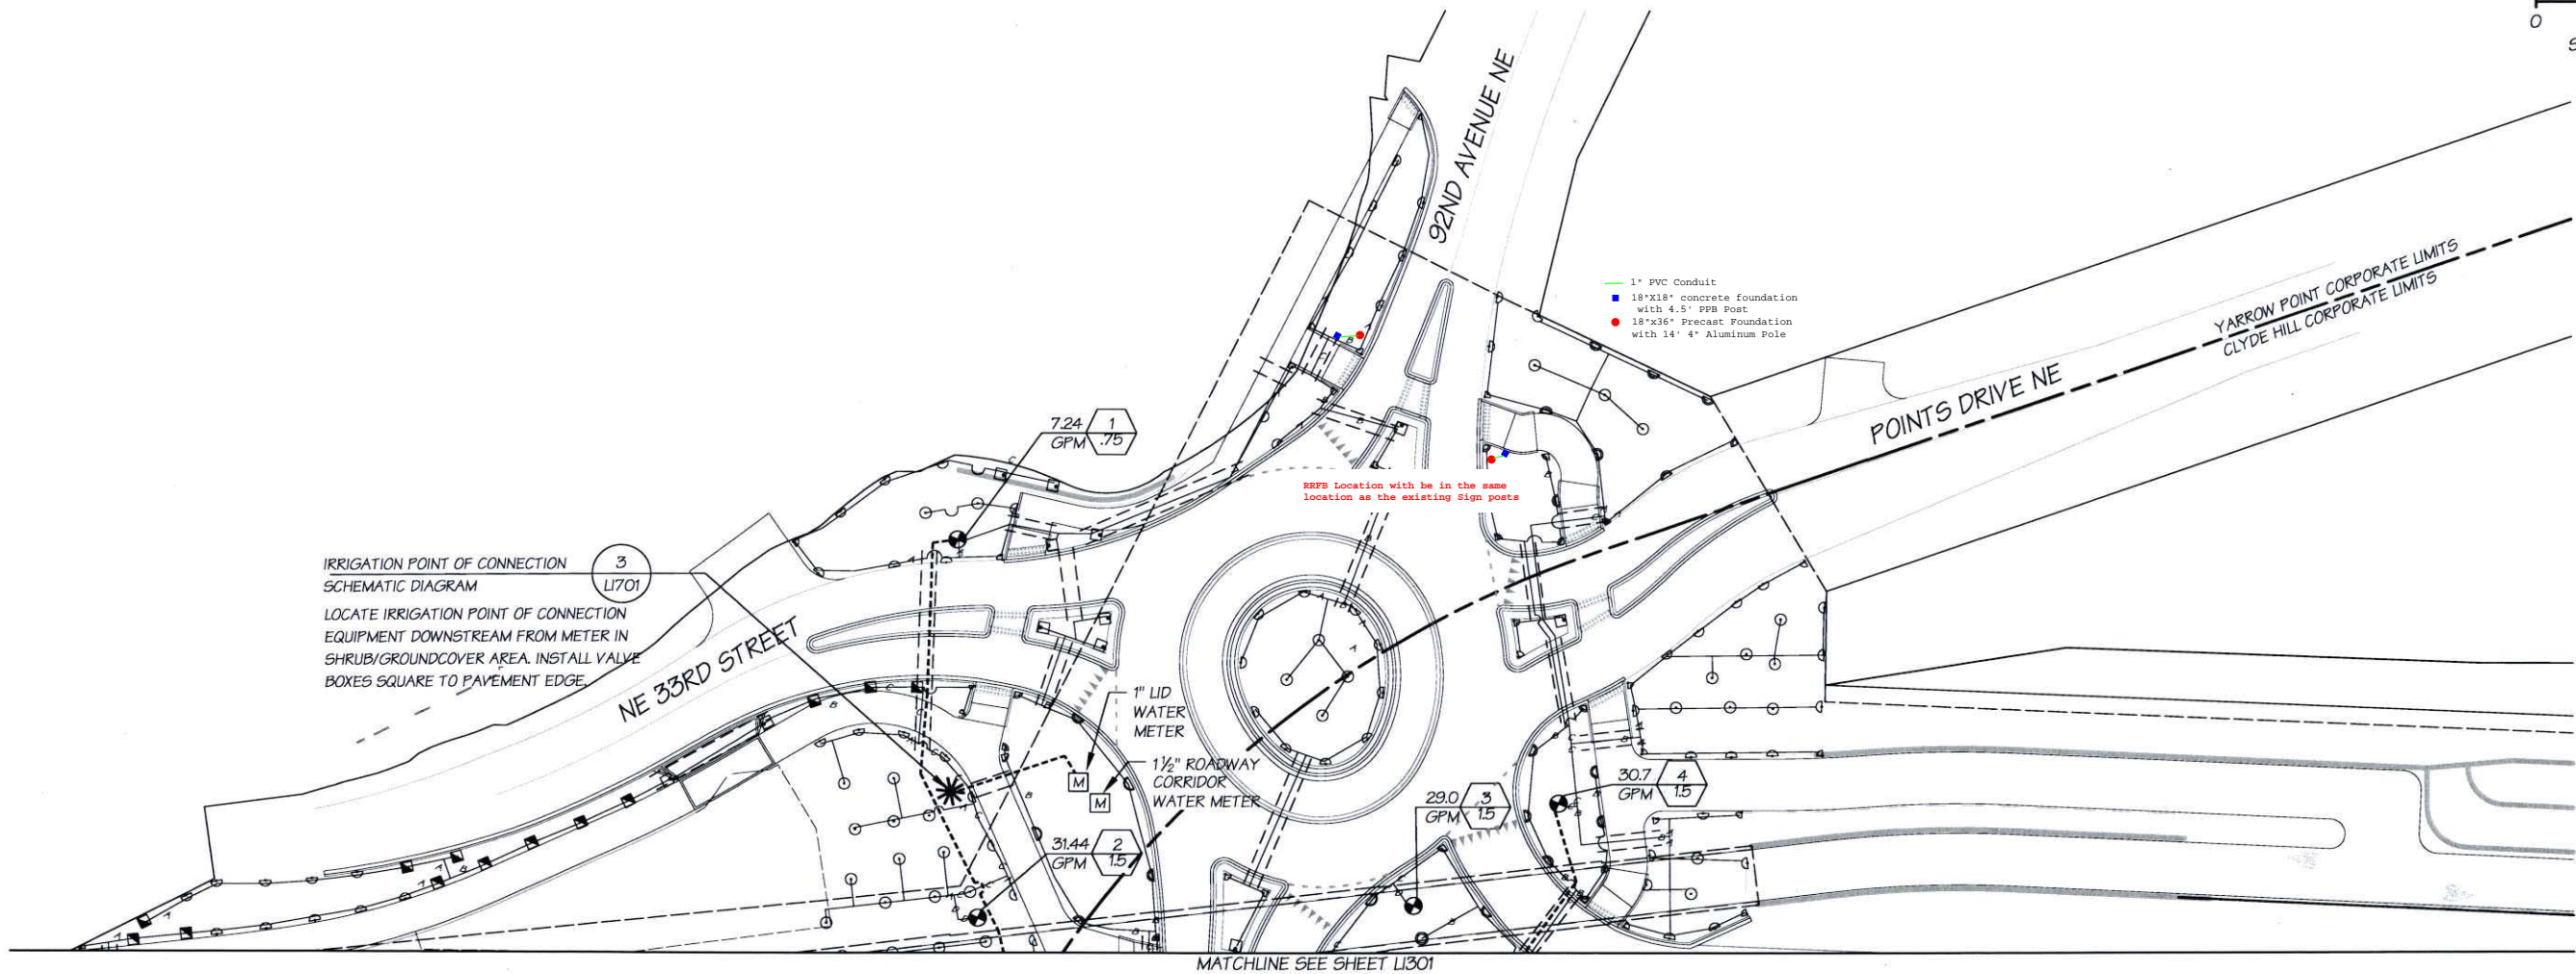 0
92ND AVENUE NE
1" PVC Conduit
18"X18" concrete foundation
with 4.5' PPB Post
18"x36" Precast Foundation
with 14' 4" Aluminum Pole
YARROW POINT CORPORATE LIMITS
CLYDE HILL CORPORATE LIMITS
POINTS DRIVE NE
7.24 1
GPM .75
RRFB Location with be in the same
location as the existing Sign posts
IRRIGATION POINT OF CONNECTION 3
SCHEMATIC DIAGRAM LI701
LOCATE IRRIGATION POINT OF CONNECTION
EQUIPMENT DOWNSTREAM FROM METER IN
SHRUB/GROUNDCOVER AREA. INSTALL VALVE
BOXES SQUARE TO PAVEMENT EDGE.
NE 33RD STREET
1" LID
WATER
METER
M
M
1 1/2" ROADWAY
CORRIDOR
WATER METER
31.44 2
GPM 1.5
29.0 3
GPM 1.5
30.7 4
GPM 1.5
MATCHLINE SEE SHEET LI301